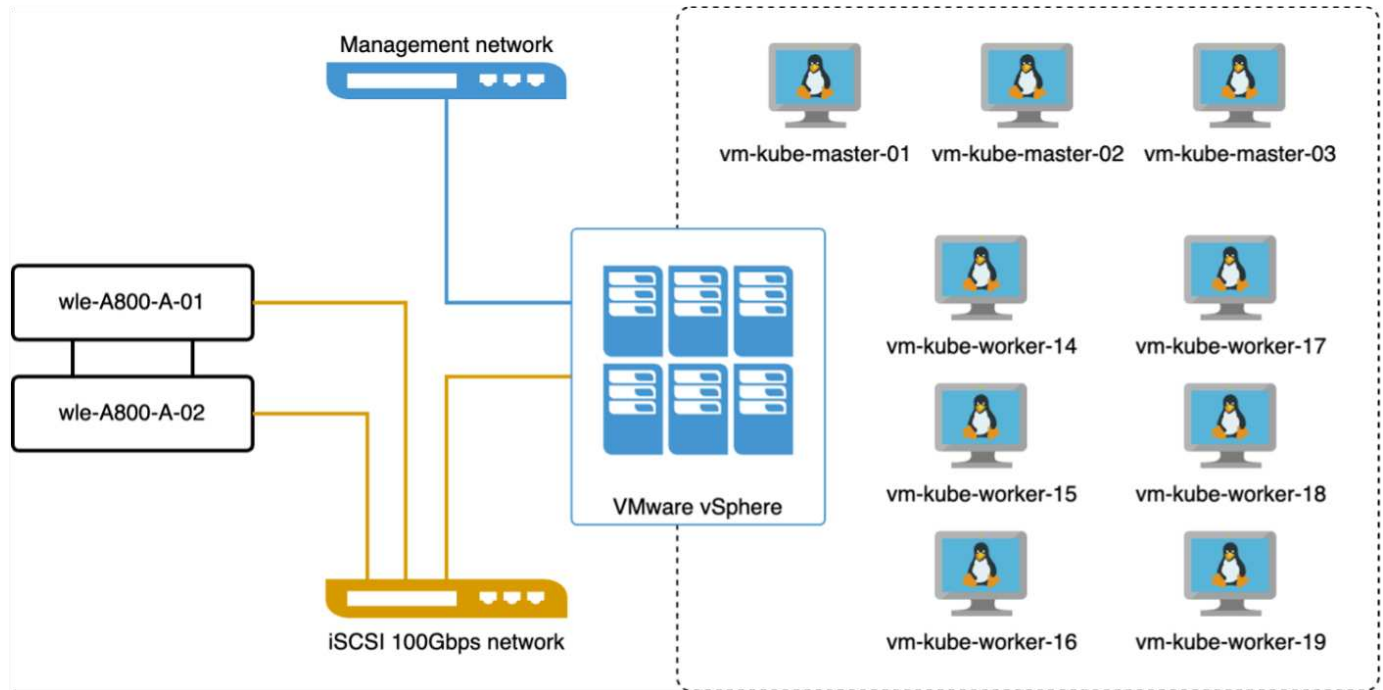 Management network
vm-kube-master-01
vm-kube-master-02
vm-kube-master-03
wle-A800-A-01
wle-A800-A-02
VMware vSphere
iSCSI 100Gbps network
vm-kube-worker-14
vm-kube-worker-17
vm-kube-worker-15
vm-kube-worker-18
vm-kube-worker-16
vm-kube-worker-19